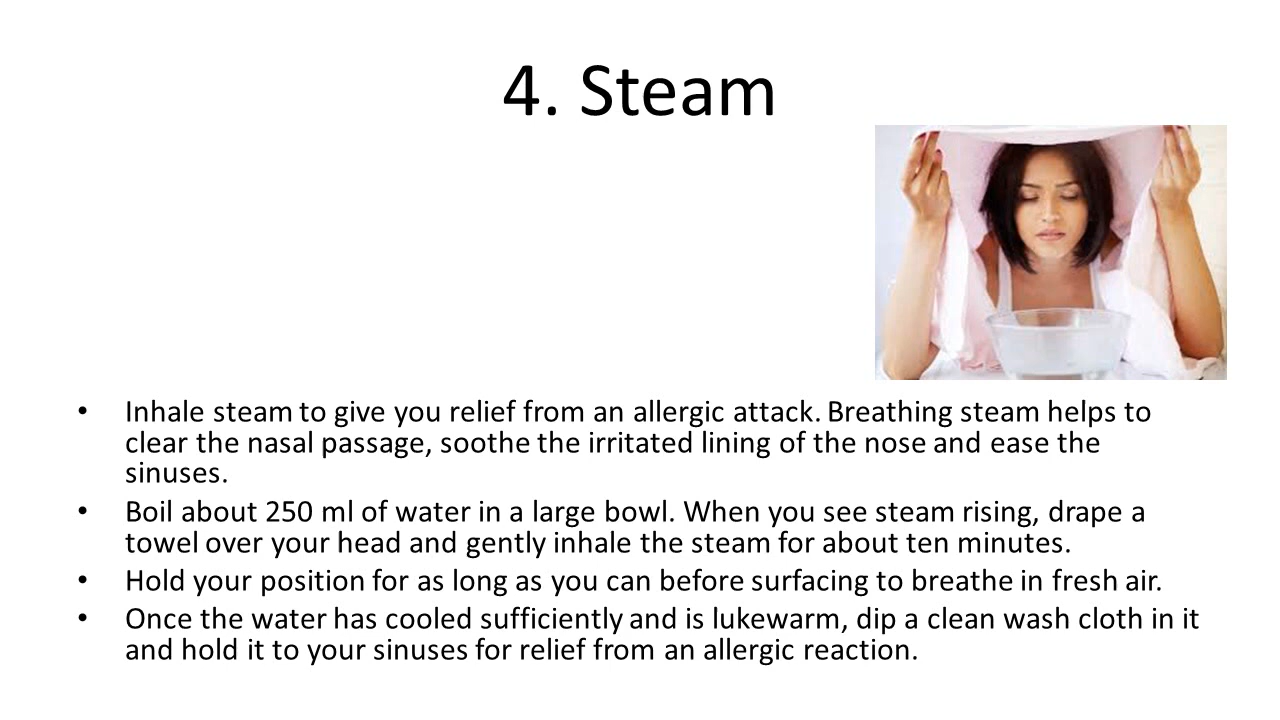 4. Steam
• Inhale steam to give you relief from an allergic attack. Breathing steam helps to
clear the nasal passage, soothe the irritated lining of the nose and ease the
sinuses.
• Boil about 250 ml of water in a large bowl. When you see steam rising, drape a
towel over your head and gently inhale the steam for about ten minutes.
• Hold your position for as long as you can before surfacing to breathe in fresh air.
• Once the water has cooled sufficiently and is lukewarm, dip a clean wash cloth in it
and hold it to your sinuses for relief from an allergic reaction.